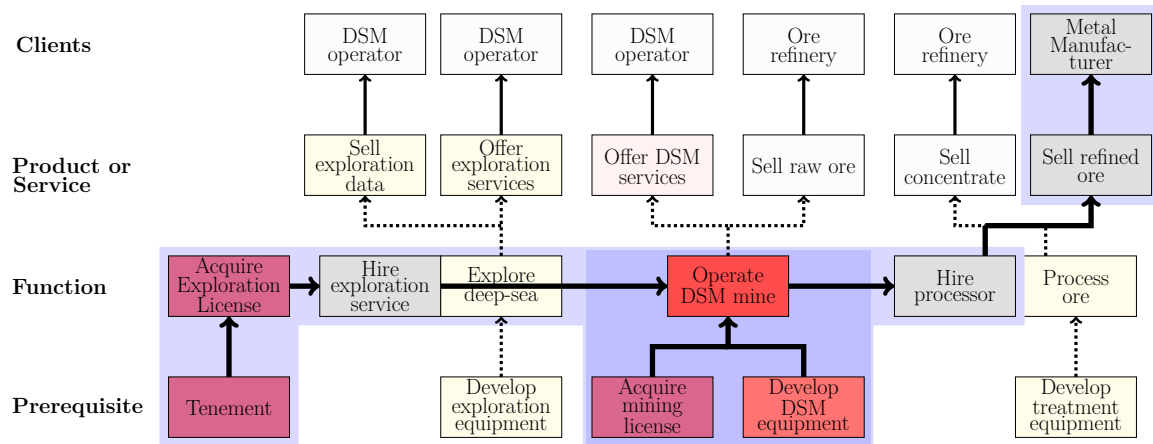 Clients
DSM
operator
DSM
operator
DSM
operator
Ore
refinery
Ore
refinery
Metal
Manufac-
turer
Product or
Service
Sell
exploration
data
Offer
exploration
services
Offer DSM
services
Sell raw ore
Sell
concentrate
Sell refined
ore
Function
Acquire
Exploration
License
Hire
exploration
service
Explore
deep-sea
Operate
DSM mine
Hire
processor
Process
ore
Prerequisite
Tenement
Develop
exploration
equipment
Acquire
mining
license
Develop
DSM
equipment
Develop
treatment
equipment